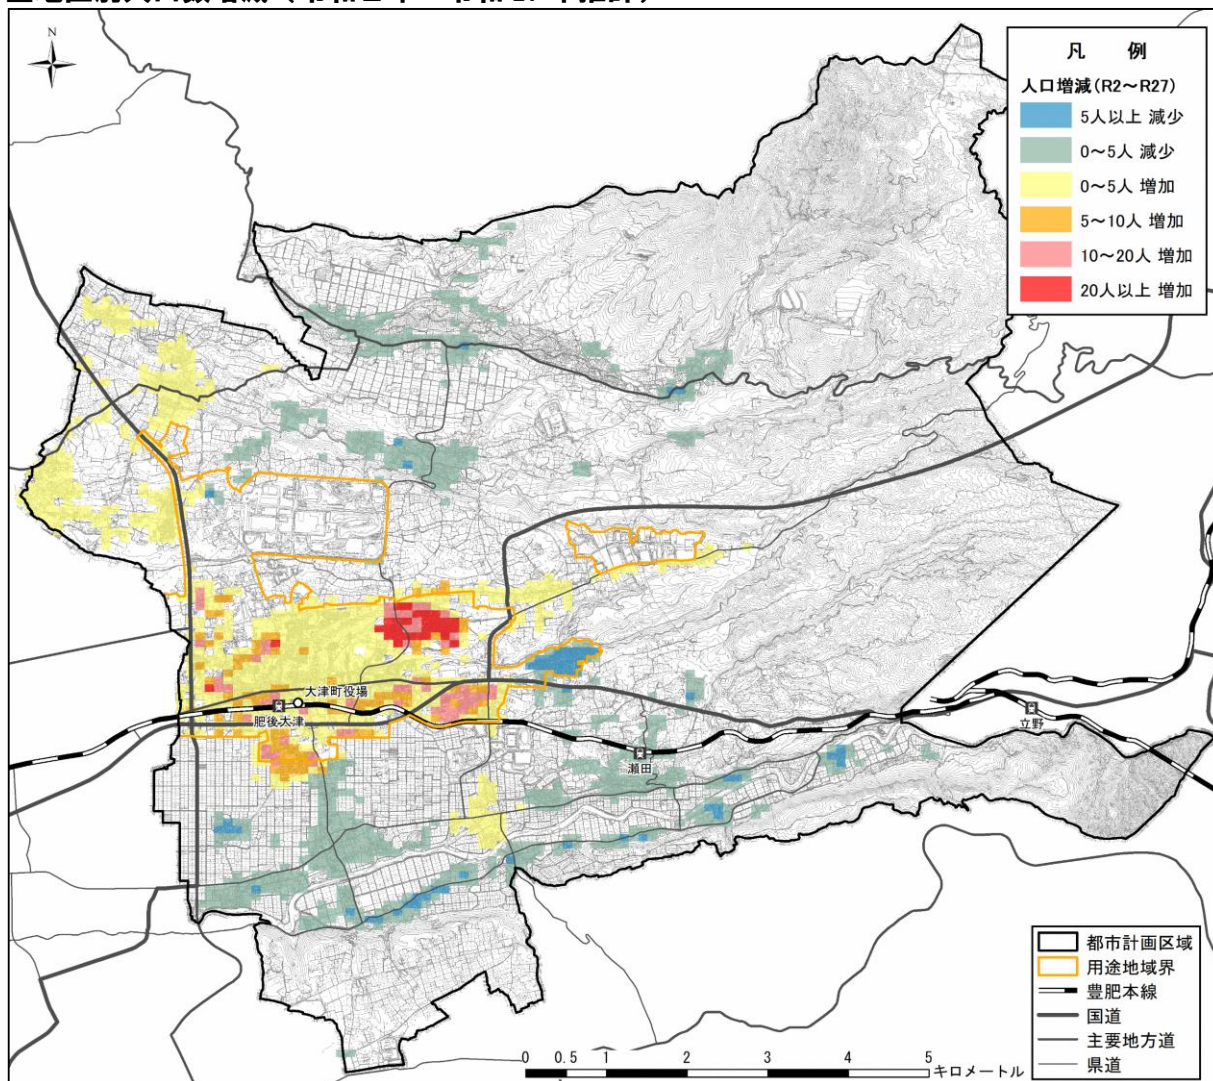 N
凡 例
人口増減(R2～R27)
5人以上 減少
0～5人 減少
0～5人 増加
5～10人 増加
10～20人 増加
20人以上 増加
大津町役場
肥後大津
瀬田
立野
都市計画区域
用途地域界
豊肥本線
国道
主要地方道
県道
0 0.5 1 2 3 4 5
キロメートル